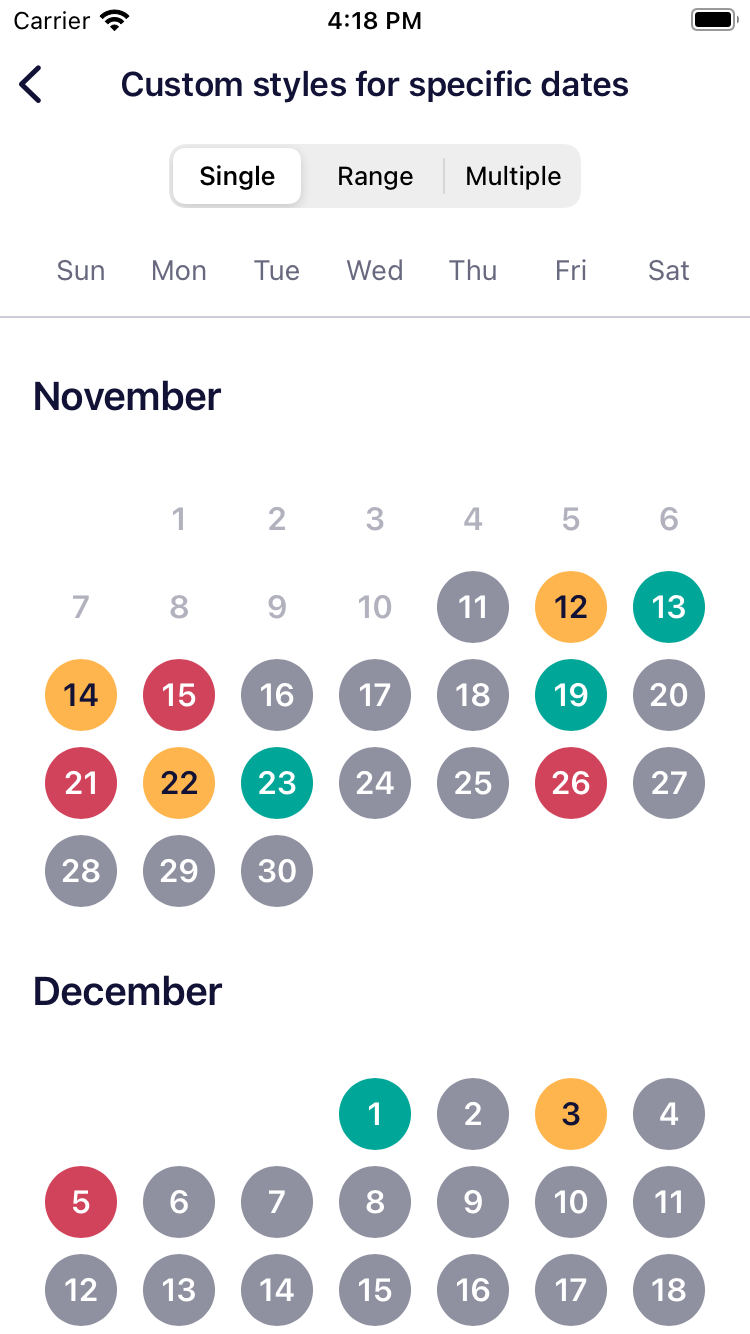 Carrier 4:18 PM
Custom styles for specific dates
Single Range Multiple
Sun Mon Tue Wed Thu Fri Sat
November
1 2 3 4 5 6
7 8 9 10 11 12 13
14 15 16 17 18 19 20
21 22 23 24 25 26 27
28 29 30
December
1 2 3 4
5 6 7 8 9 10 11
12 13 14 15 16 17 18